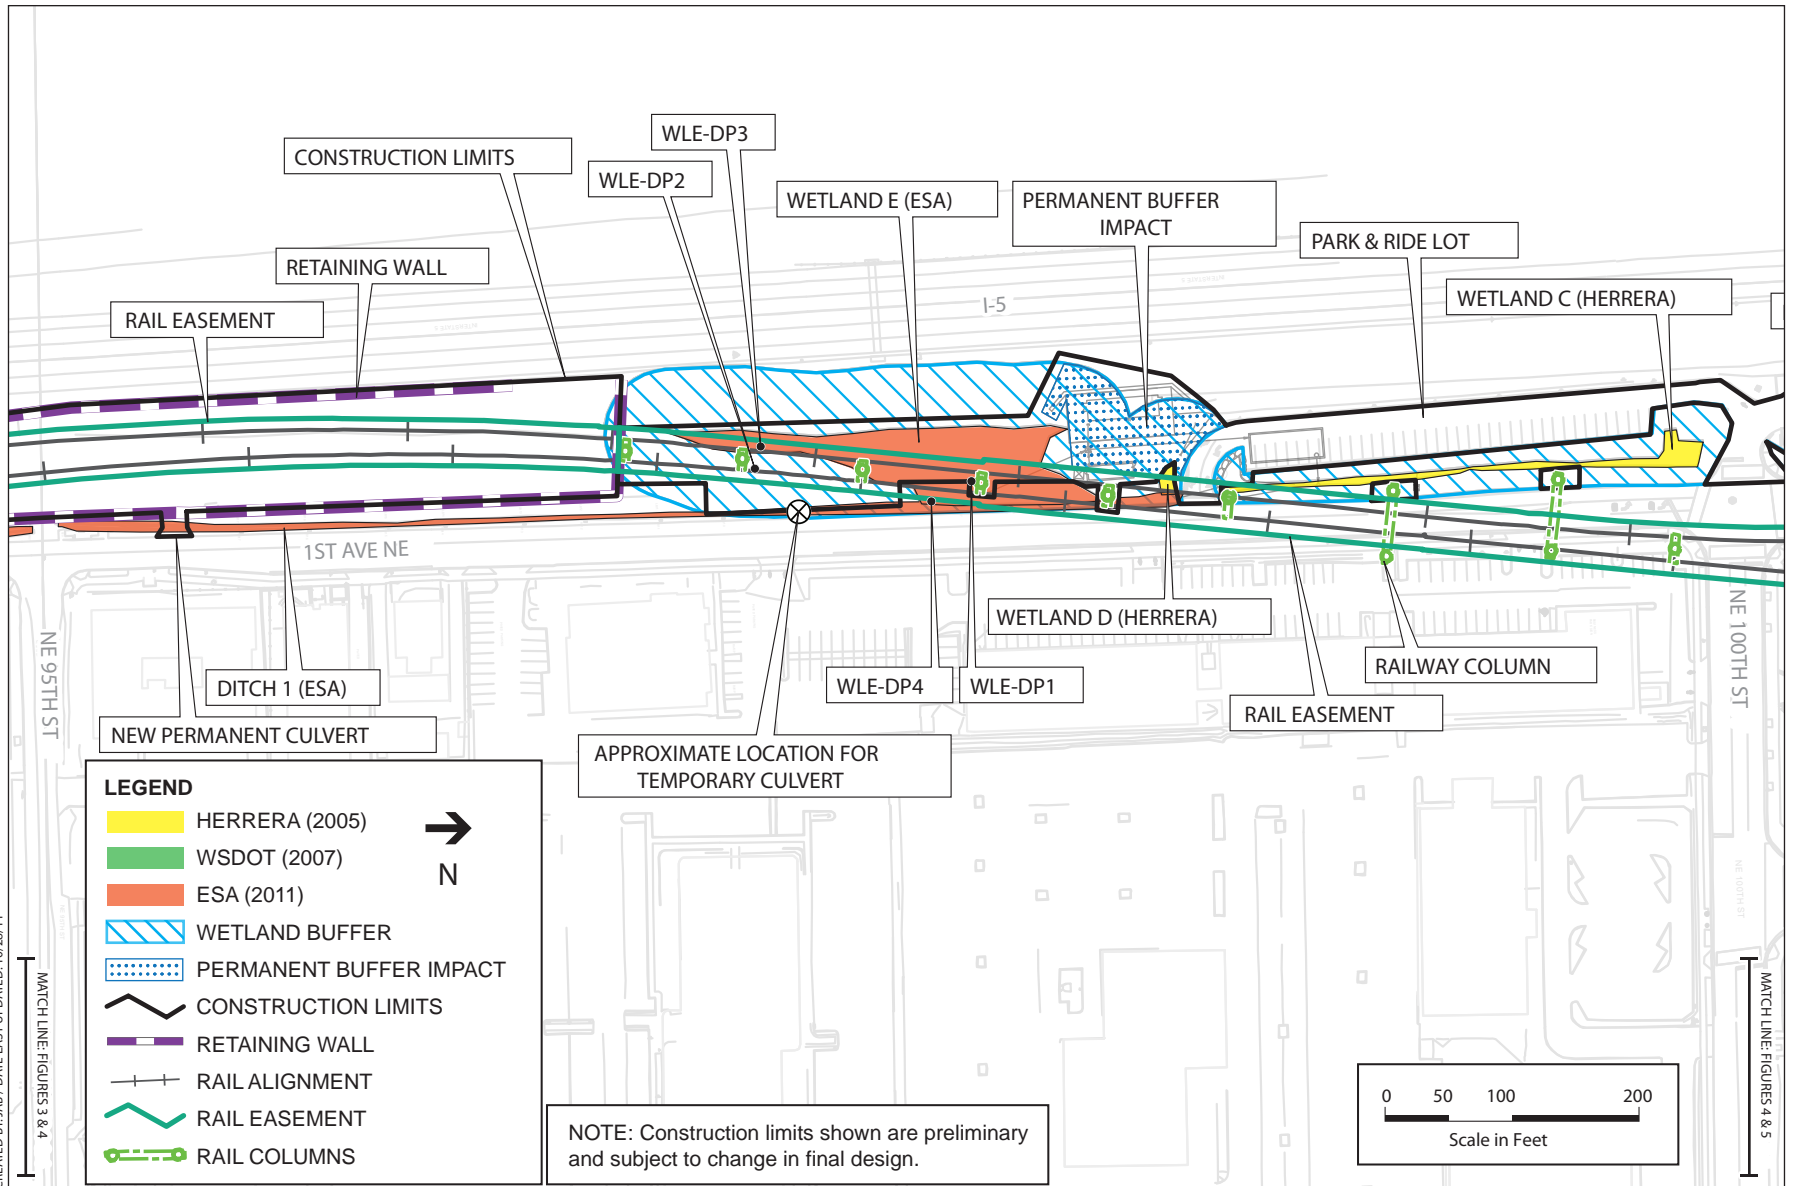 WLE-DP3
CONSTRUCTION LIMITS
WLE-DP2
WETLAND E (ESA)
PERMANENT BUFFER
IMPACT
PARK & RIDE LOT
RETAINING WALL
WETLAND C (HERRERA)
I-5
RAIL EASEMENT
1ST AVE NE
NE 95TH ST
NE 100TH ST
WETLAND D (HERRERA)
RAILWAY COLUMN
DITCH 1 (ESA)
WLE-DP4
WLE-DP1
RAIL EASEMENT
NEW PERMANENT CULVERT
APPROXIMATE LOCATION FOR
TEMPORARY CULVERT
LEGEND
HERRERA (2005)
WSDOT (2007)
ESA (2011)
WETLAND BUFFER
PERMANENT BUFFER IMPACT
CONSTRUCTION LIMITS
RETAINING WALL
RAIL ALIGNMENT
RAIL EASEMENT
RAIL COLUMNS
N
NE 100TH ST
MATCH LINE: FIGURES 3 & 4
MATCH LINE: FIGURES 4 & 5
NOTE: Construction limits shown are preliminary
and subject to change in final design.
0 50 100 200
Scale in Feet